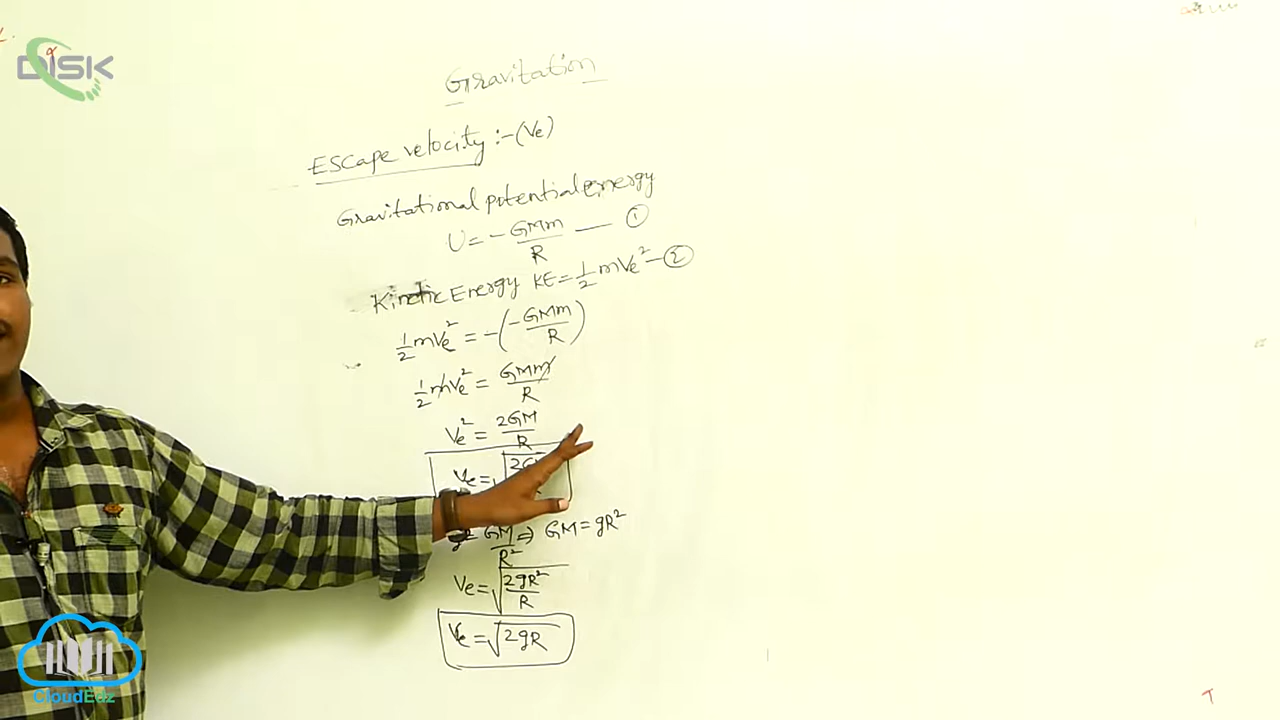 DISK
Gravitation
Escape velocity :- (Ve)
Gravitational potential energy
U = - GMm/R — ①
Kinetic Energy KE = 1/2 mVe² — ②
1/2 mVe² = -(- GMm/R)
1/2 mVe² = GMm/R
Ve² = 2GM/R
Ve = √2G
GM/R² ⇒ GM = gR²
Ve = √2gR²/R
Ve = √2gR
CloudEdz